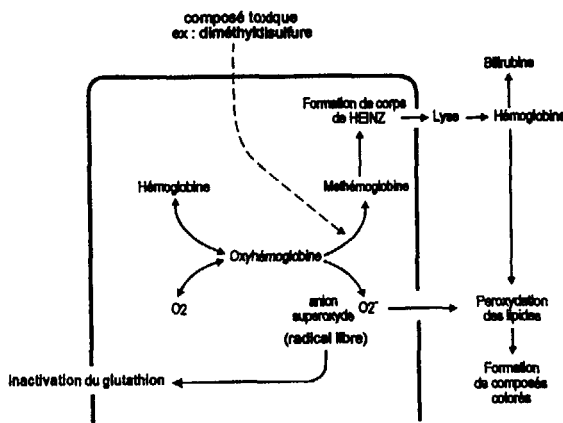 composé toxique
ex : diméthyldisulfure
Bilirubine
Formation de corps
de HEINZ
Lyse
Hémoglobine
Hémoglobine
Methémoglobine
Oxyhémoglobine
O2
anion
superoxyde
O2⁻
(radical libre)
Peroxydation
des lipides
inactivation du glutathion
Formation
de composés
colorés